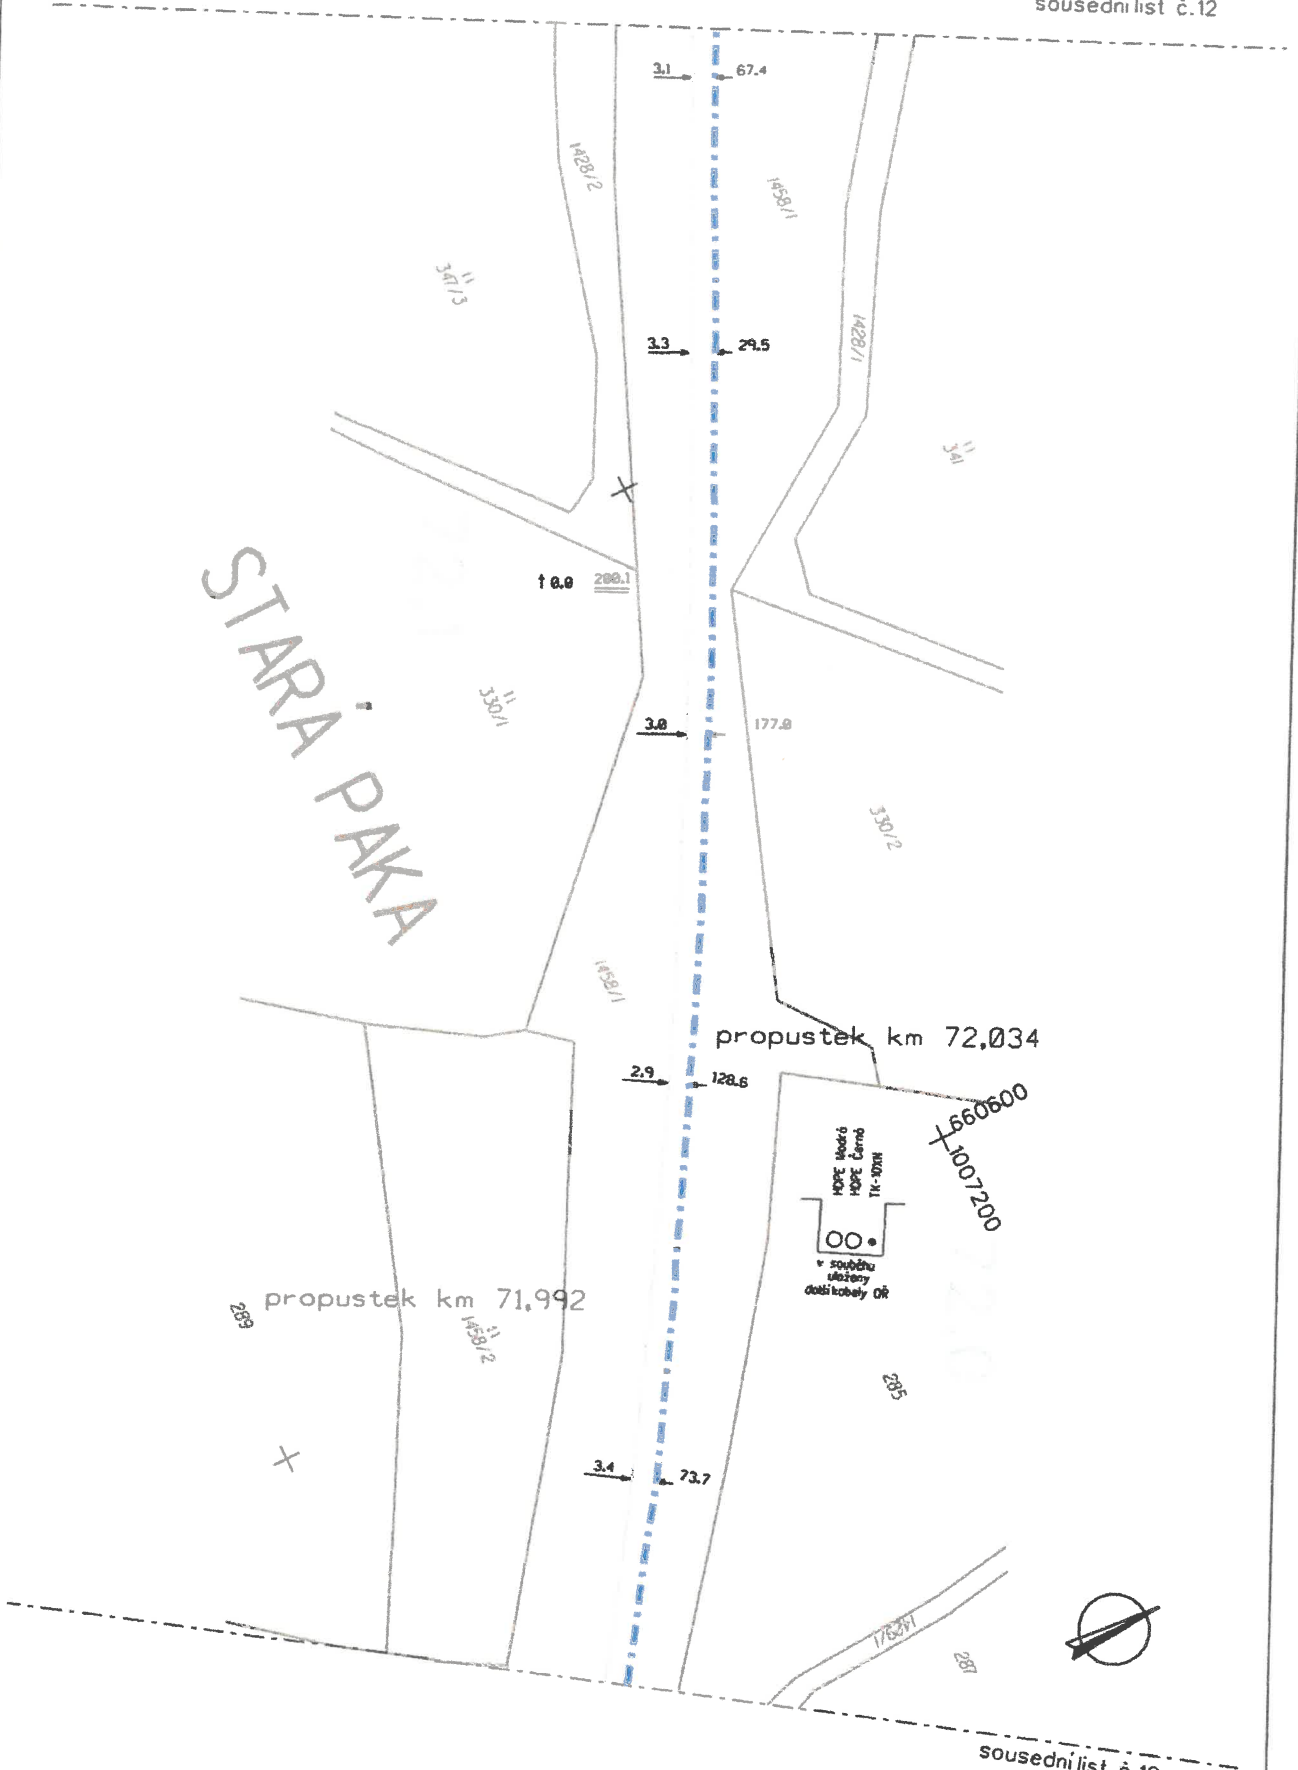 sousední list č.12
3.1
67.4
1428/2
1458/1
347/3
3.3
29.5
1428/1
341
↑ 0.0
200.1
STARÁ PAKA
330/1
3.0
177.0
330/2
1458/1
propustek km 72,034
2.9
128.6
660600
1007200
HDPE Modrá
HDPE Černá
TK-10XN
v souběhu
uloženy
další kabely OŘ
propustek km 71,992
289
1458/2
285
3.4
73.7
1429/1
287
sousední list